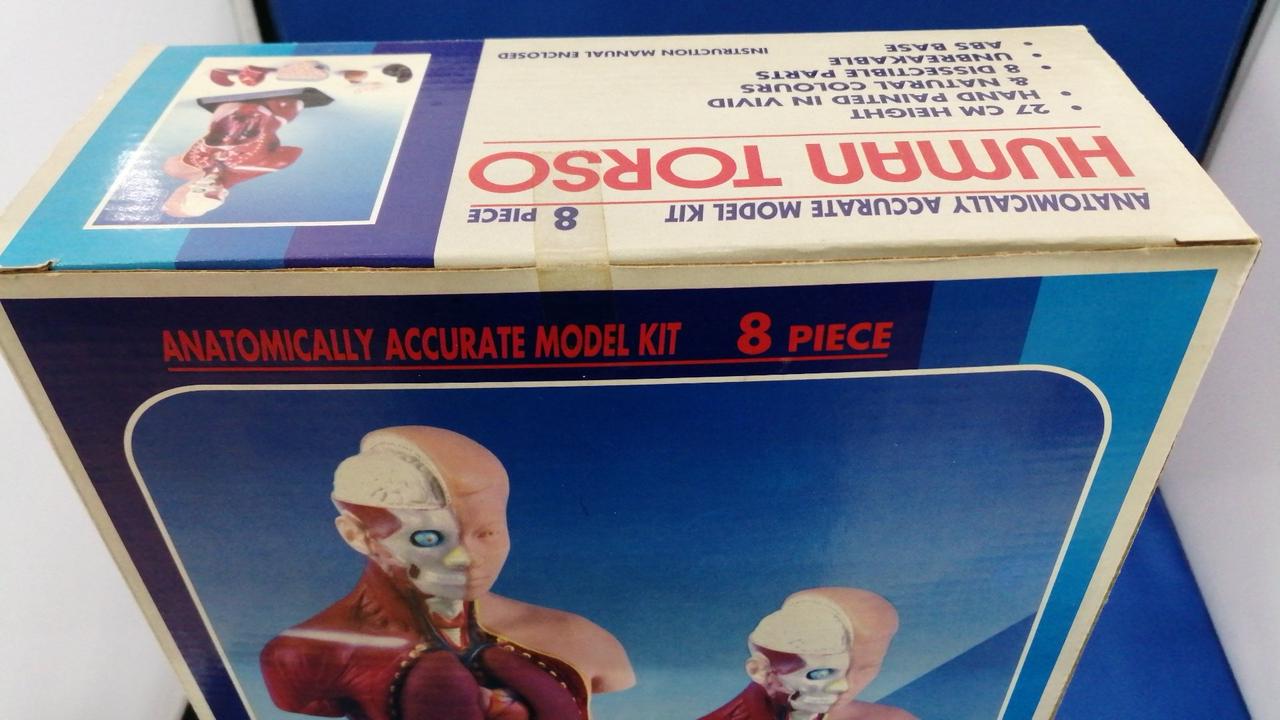 ANATOMICALLY ACCURATE MODEL KIT 8 PIECE
HUMAN TORSO
• 27 CM HEIGHT
• HAND PAINTED IN VIVID
& NATURAL COLOURS
• 8 DISSECTIBLE PARTS
• UNBREAKABLE
• ABS BASE
INSTRUCTION MANUAL ENCLOSED
ANATOMICALLY ACCURATE MODEL KIT 8 PIECE